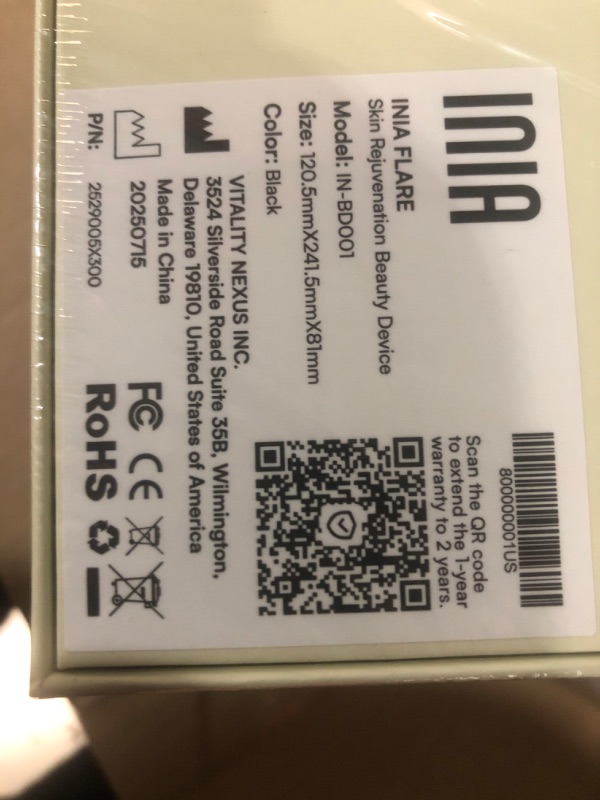 INIA
INIA FLARE
Skin Rejuvenation Beauty Device
Model: IN-BD001
Size: 120.5mmX241.5mmX81mm
Color: Black
800000001US
Scan the QR code
to extend the 1-year
warranty to 2 years.
VITALITY NEXUS INC.
3524 Silverside Road Suite 35B, Wilmington,
Delaware 19810, United States of America
Made in China
20250715
P/N: 2529005X300
FC CE
RoHS